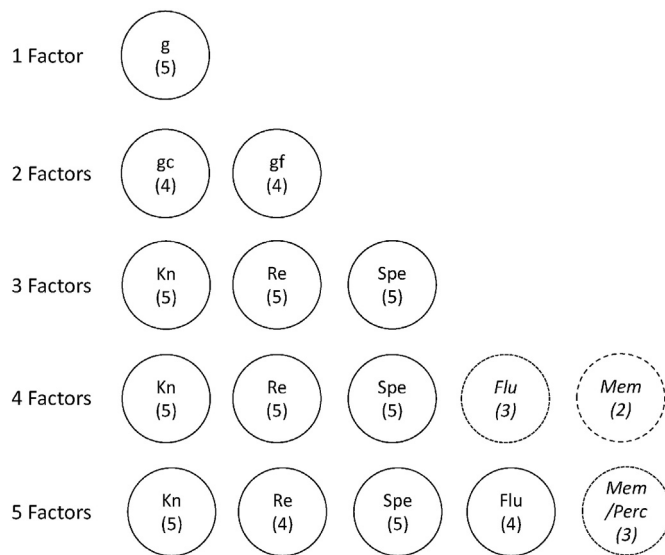 1 Factor
g
(5)
2 Factors
gc
(4)
gf
(4)
3 Factors
Kn
(5)
Re
(5)
Spe
(5)
4 Factors
Kn
(5)
Re
(5)
Spe
(5)
Flu
(3)
Mem
(2)
5 Factors
Kn
(5)
Re
(4)
Spe
(5)
Flu
(4)
Mem
/Perc
(3)